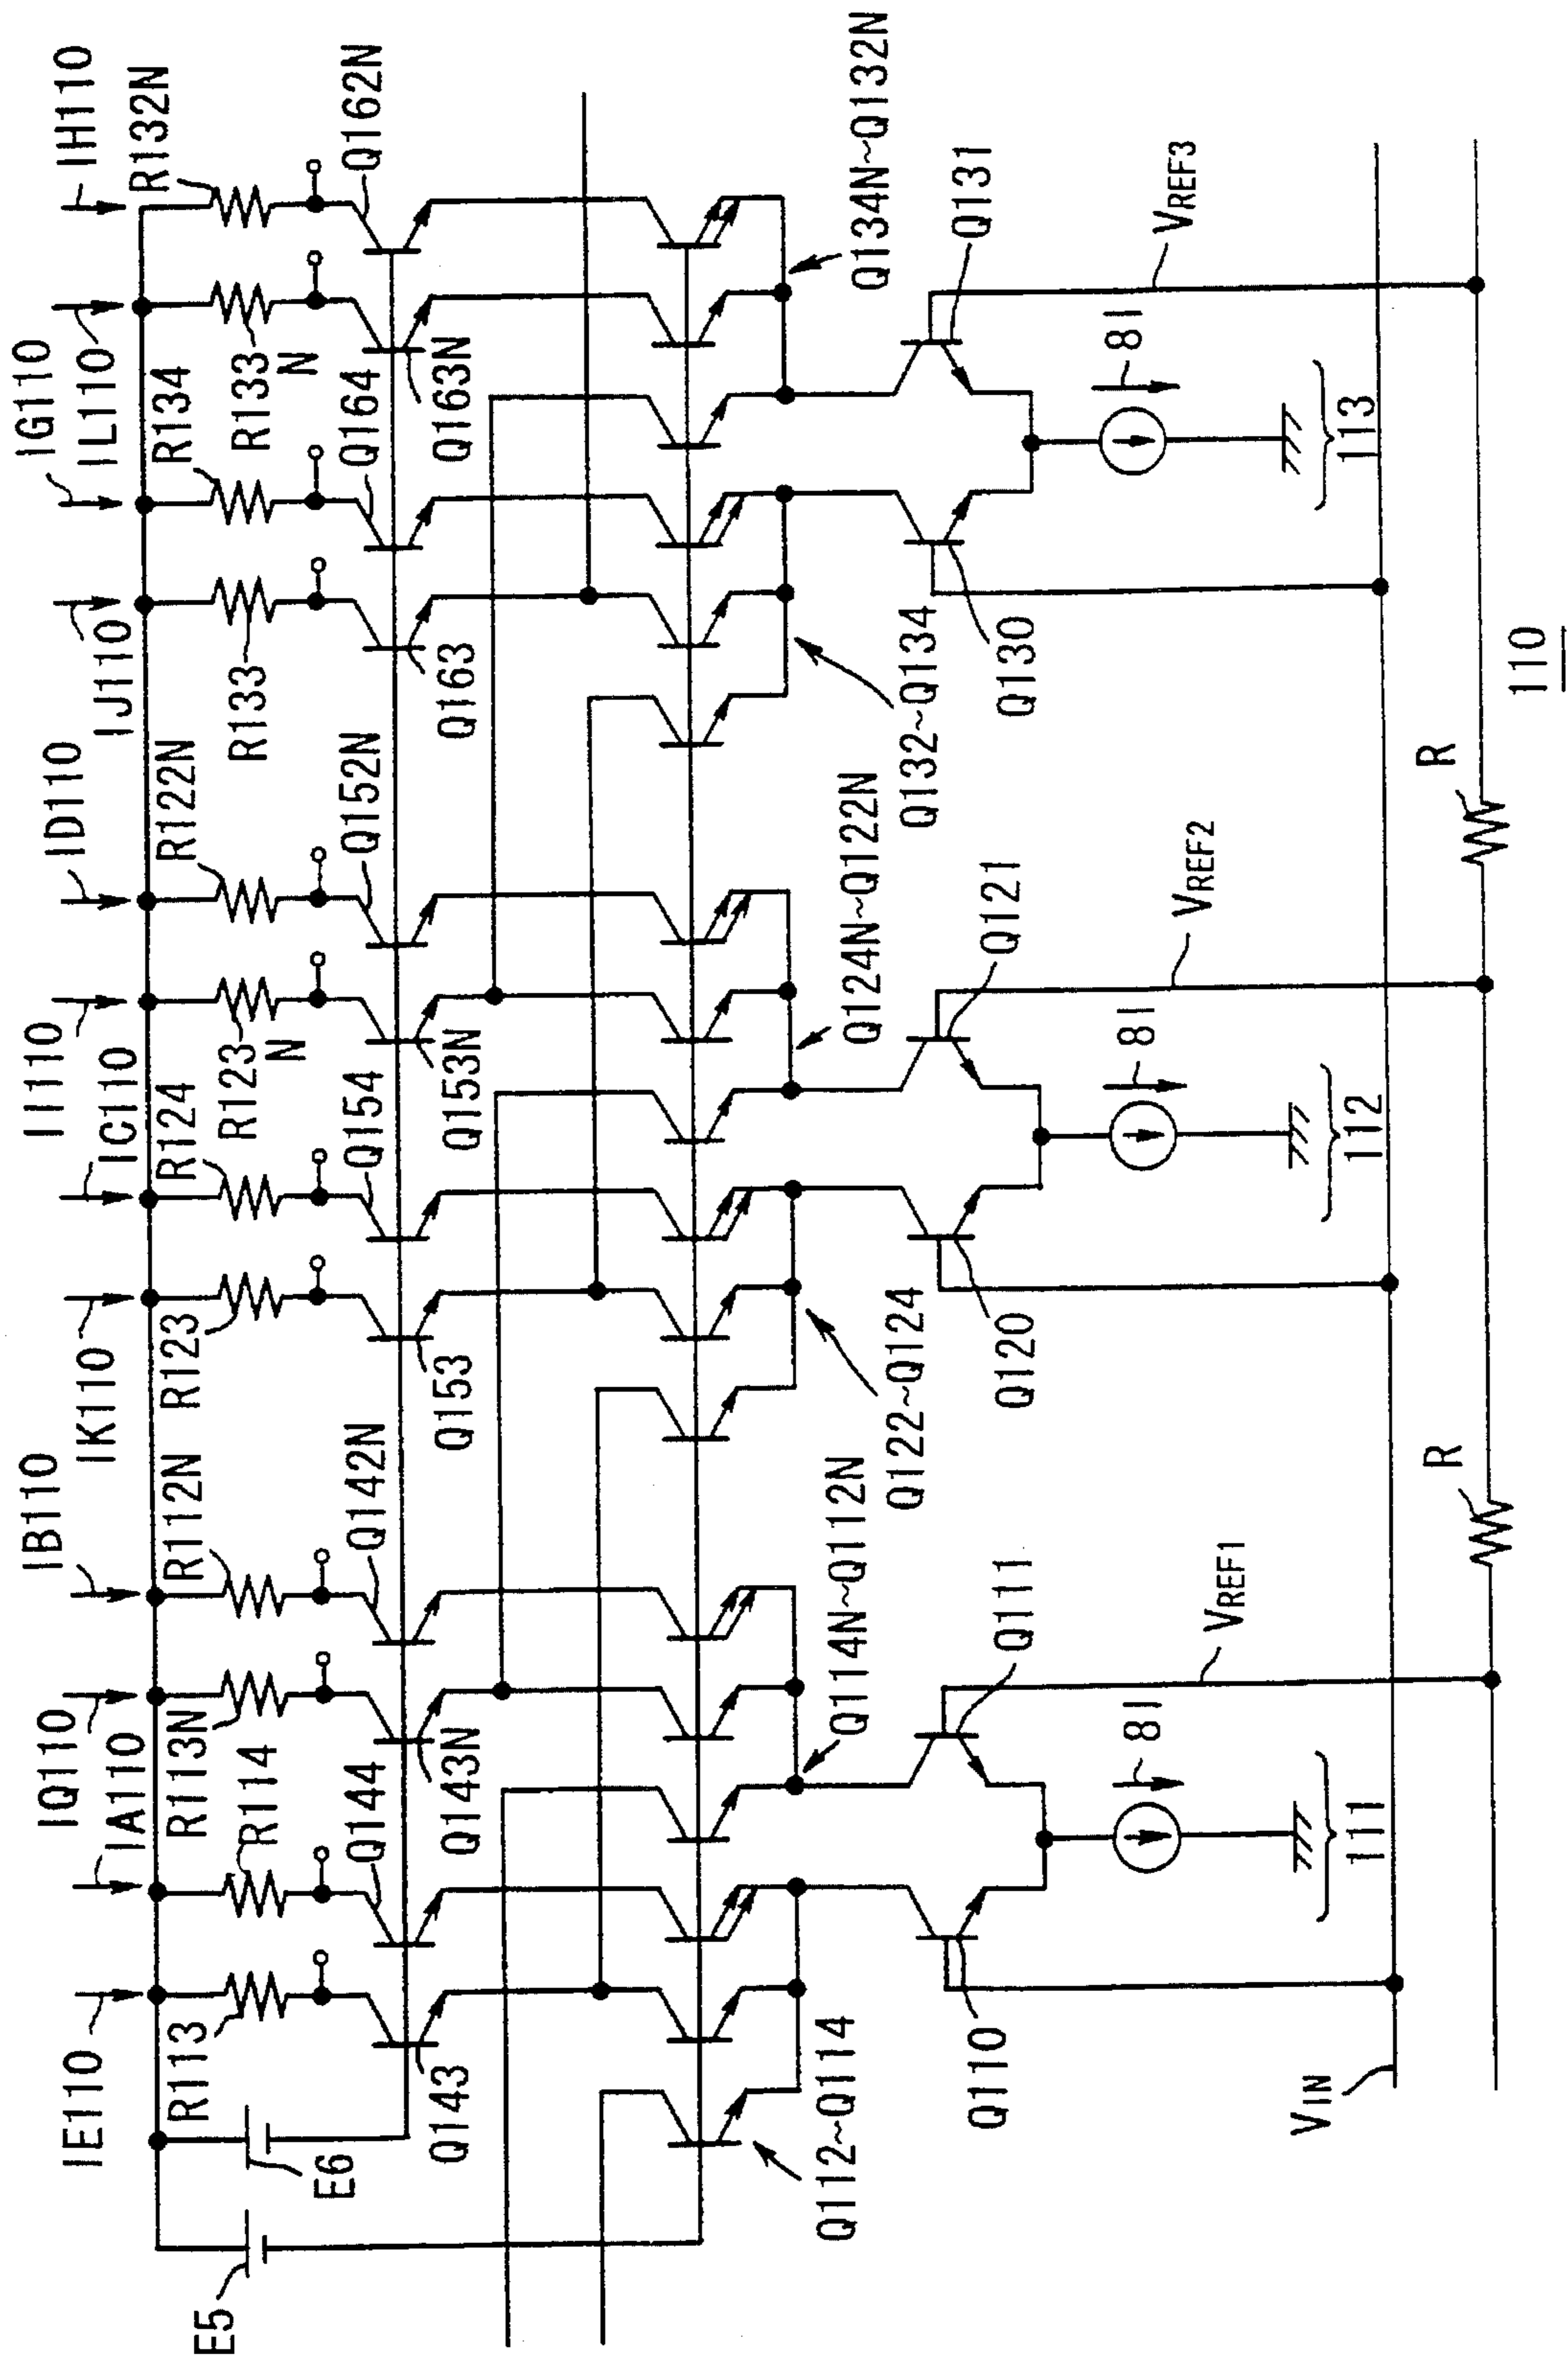 IE110
IQ110
IA110
IB110
IK110
II110
IC110
ID110
IJ110
IG110
IL110
IH110
E5
E6
R113
R114
R113N
R112N
R123
R124
R123
N
R122N
R133
R134
R133
N
R132N
Q143
Q144
Q143N
Q142N
Q153
Q154
Q153N
Q152N
Q163
Q164
Q163N
Q162N
Q112~Q114
Q114N~Q112N
Q122~Q124
Q124N~Q122N
Q132~Q134
Q134N~Q132N
Q110
Q111
Q120
Q121
Q130
Q131
VIN
8I
VREF1
8I
VREF2
8I
VREF3
111
112
113
R
R
110